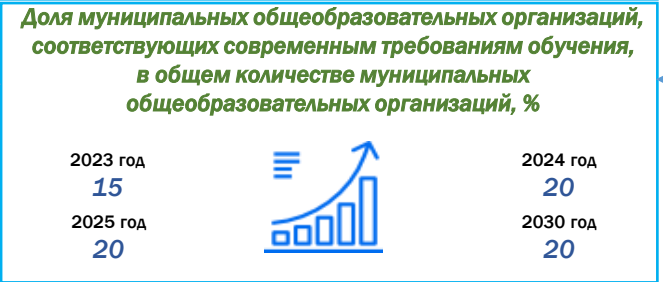 Доля муниципальных общеобразовательных организаций,
соответствующих современным требованиям обучения,
в общем количестве муниципальных
общеобразовательных организаций, %
2023 год
15
2024 год
20
2025 год
20
2030 год
20